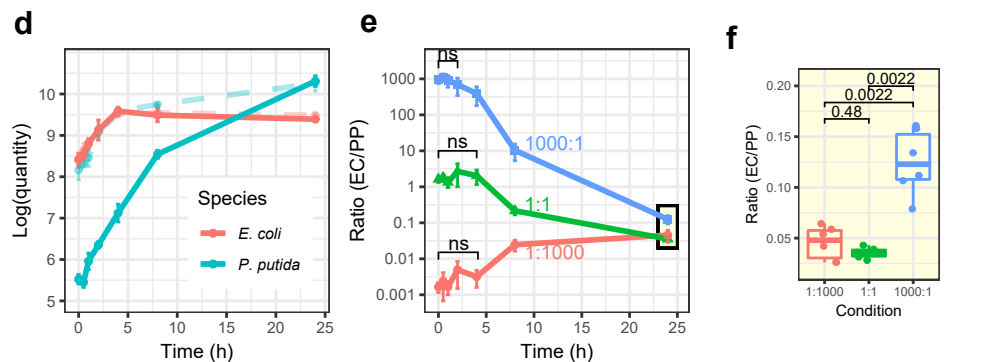 d
Log(quantity)
10
9
8
7
6
5
0
5
10
15
20
25
Time (h)
Species
E. coli
P. putida
e
Ratio (EC/PP)
1000
100
10
1
0.1
0.01
0.001
0
5
10
15
20
25
Time (h)
ns
ns
ns
1000:1
1:1
1:1000
f
Ratio (EC/PP)
0.20
0.15
0.10
0.05
0.0022
0.0022
0.48
1:1000
1:1
1000:1
Condition